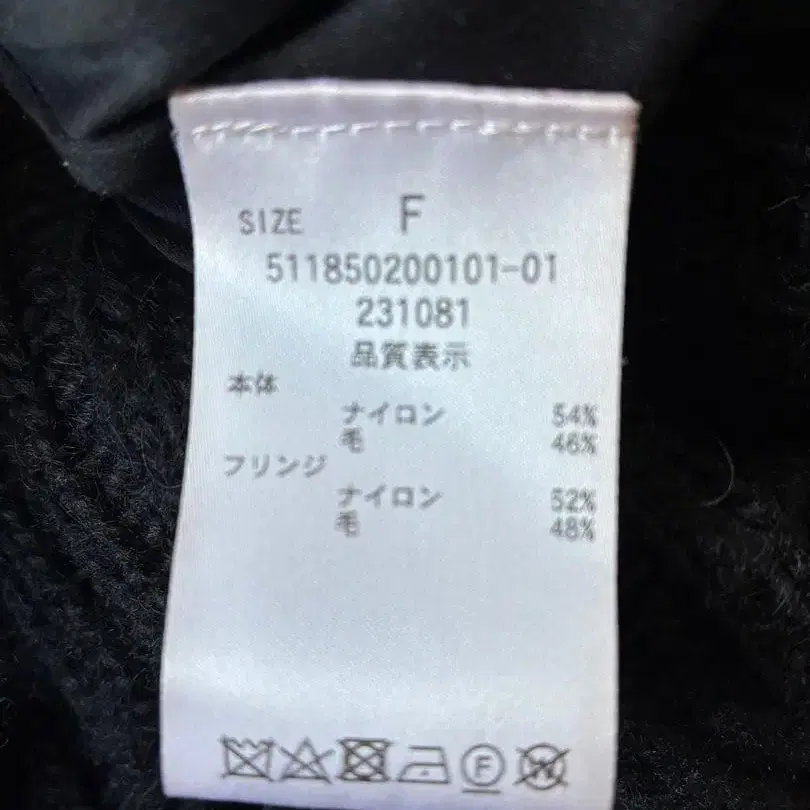 SIZE F
511850200101-01
231081
品質表示
本体
ナイロン 54%
毛 46%
フリンジ
ナイロン 52%
毛 48%
F W